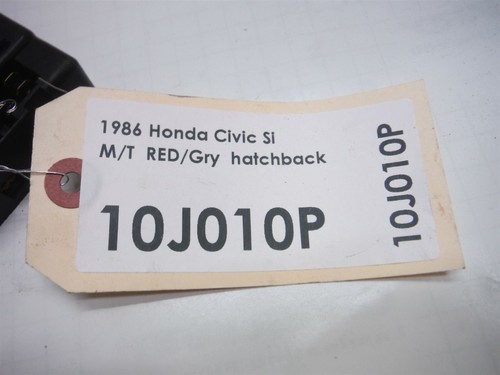 1986 Honda Civic Si
M/T RED/Gry hatchback
10J010P
10J010P